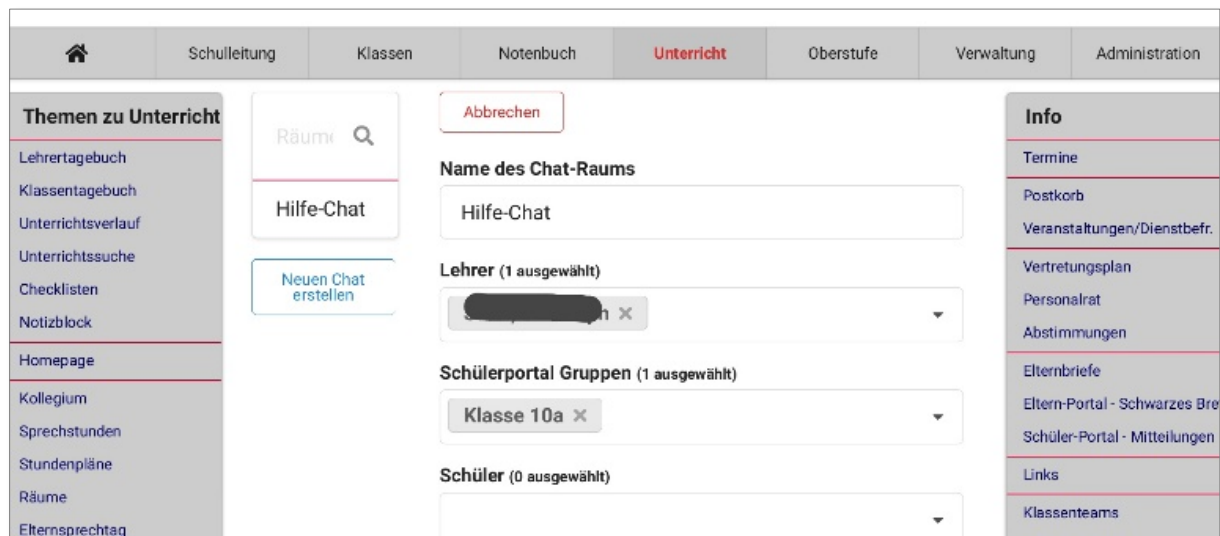 Schulleitung Klassen Notenbuch Unterricht Oberstufe Verwaltung Administration
Themen zu Unterricht
Lehrertagebuch
Klassentagebuch
Unterrichtsverlauf
Unterrichtssuche
Checklisten
Notizblock
Homepage
Kollegium
Sprechstunden
Stundenpläne
Räume
Elternsprechtag
Räume
Hilfe-Chat
Neuen Chat
erstellen
Abbrechen
Name des Chat-Raums
Hilfe-Chat
Lehrer (1 ausgewählt)
Schülerportal Gruppen (1 ausgewählt)
Klasse 10a ×
Schüler (0 ausgewählt)
Info
Termine
Postkorb
Veranstaltungen/Dienstbefr.
Vertretungsplan
Personalrat
Abstimmungen
Elternbriefe
Eltern-Portal - Schwarzes Bre
Schüler-Portal - Mitteilungen
Links
Klassenteams